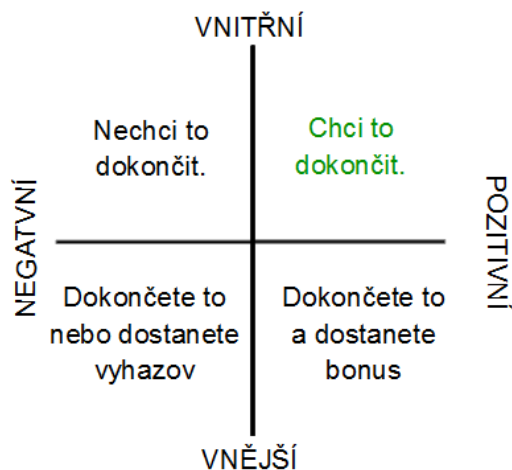 VNITŘNÍ
Nechci to
dokončit.
Chci to
dokončit.
NEGATVNÍ
POZITIVNÍ
Dokončete to
nebo dostanete
vyhazov
Dokončete to
a dostanete
bonus
VNĚJŠÍ